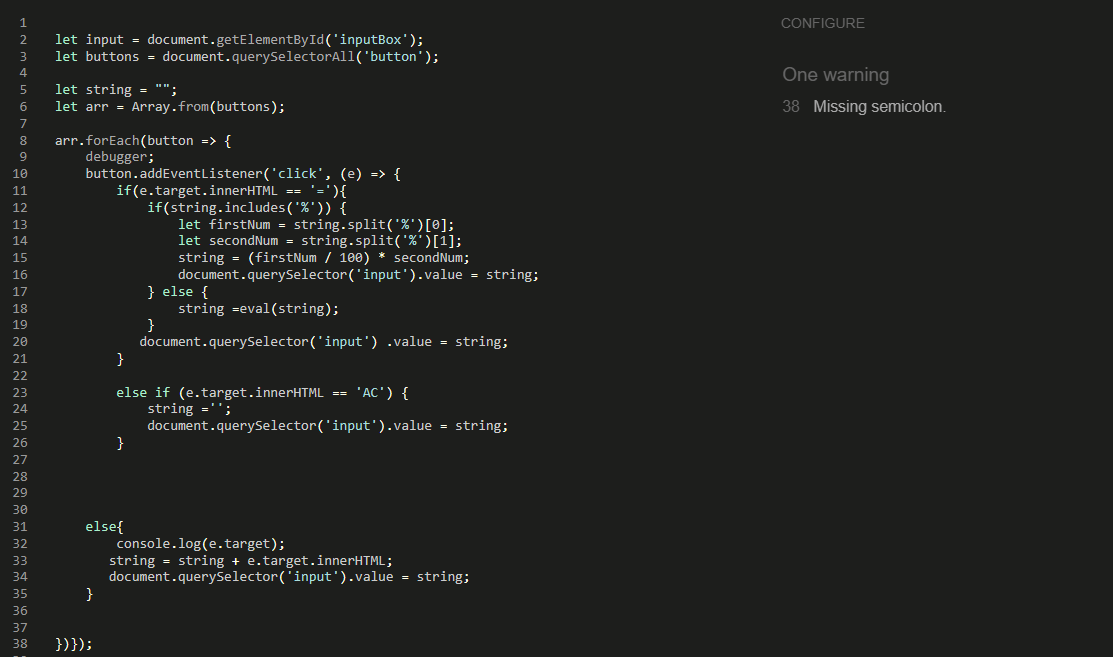 1
2 let input = document.getElementById('inputBox');
3 let buttons = document.querySelectorAll('button');
4
5 let string = "";
6 let arr = Array.from(buttons);
7
8 arr.forEach(button => {
9     debugger;
10     button.addEventListener('click', (e) => {
11         if(e.target.innerHTML == '='){
12             if(string.includes('%')) {
13                 let firstNum = string.split('%')[0];
14                 let secondNum = string.split('%')[1];
15                 string = (firstNum / 100) * secondNum;
16                 document.querySelector('input').value = string;
17             } else {
18                 string =eval(string);
19             }
20            document.querySelector('input') .value = string;
21         }
22
23         else if (e.target.innerHTML == 'AC') {
24             string ='';
25             document.querySelector('input').value = string;
26         }
27
28
29
30
31     else{
32         console.log(e.target);
33        string = string + e.target.innerHTML;
34        document.querySelector('input').value = string;
35     }
36
37
38 })});
CONFIGURE
One warning
38 Missing semicolon.